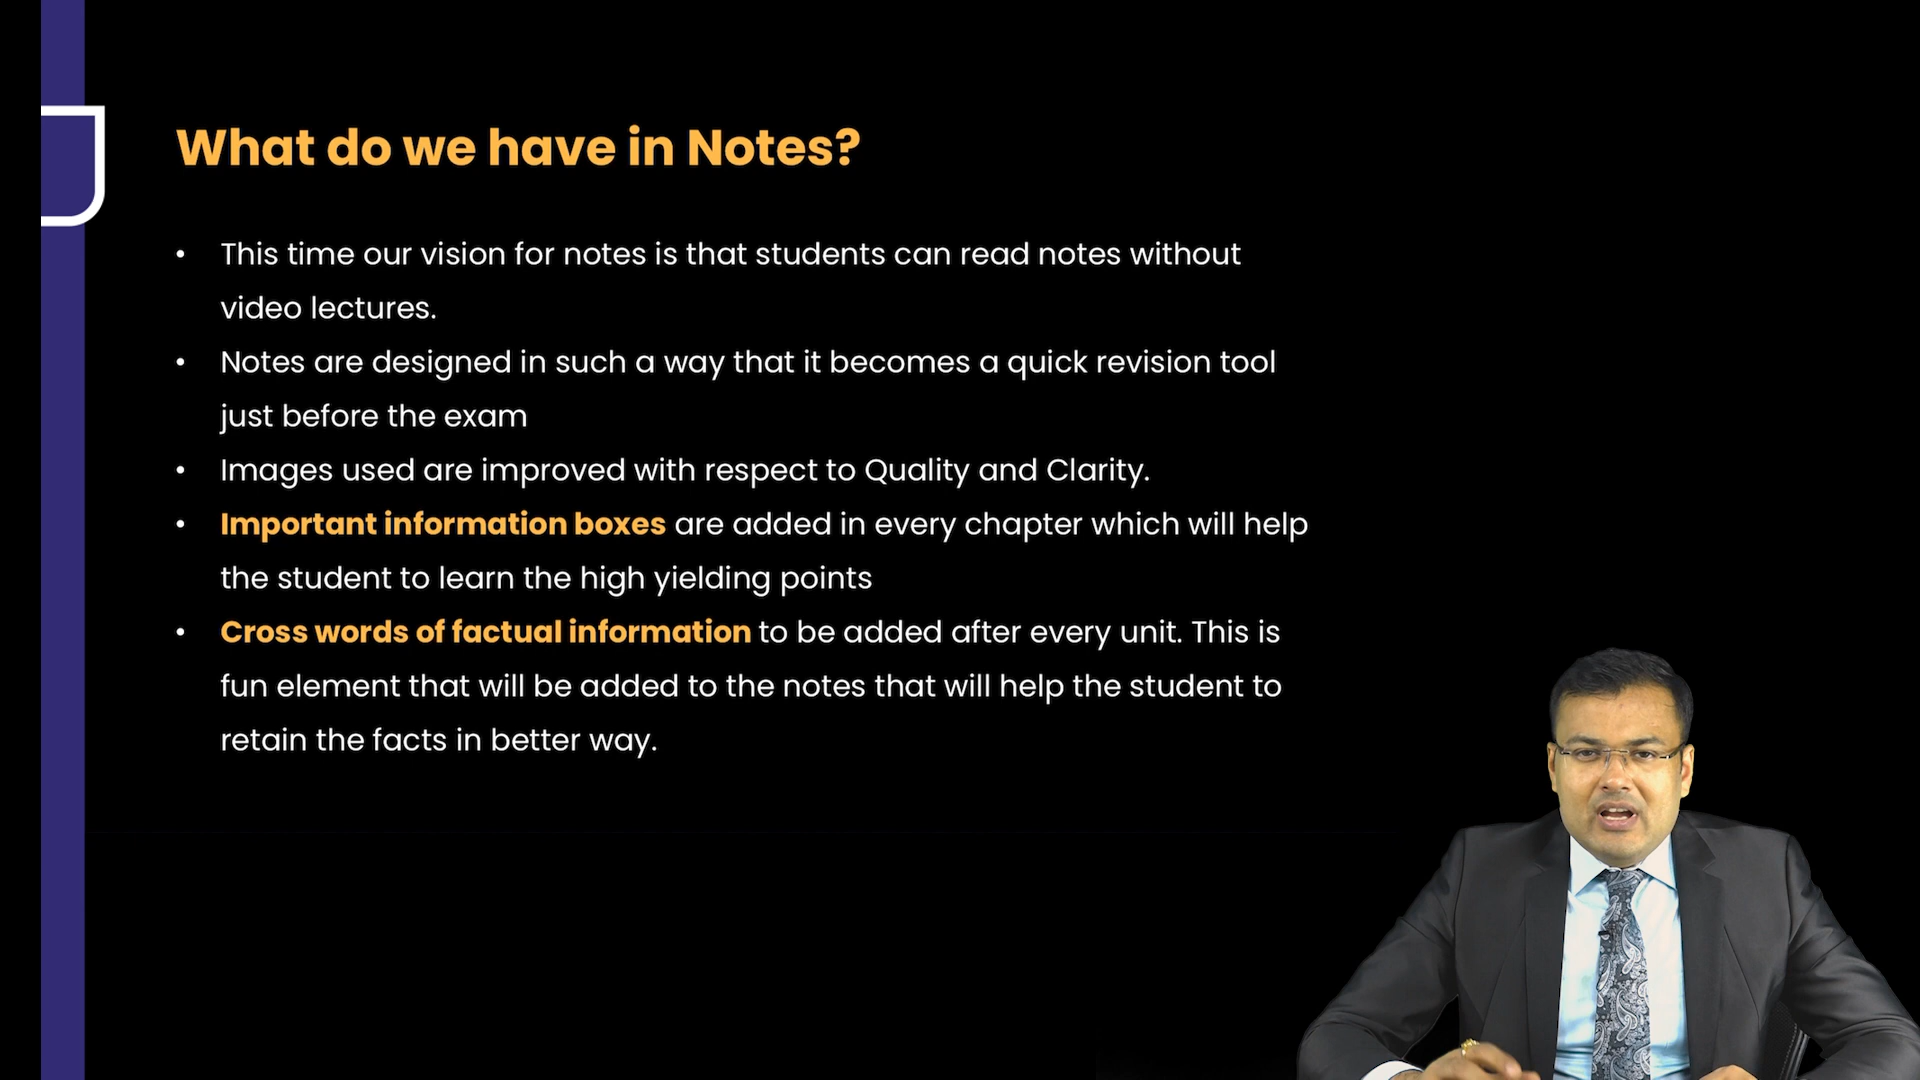 What do we have in Notes?
• This time our vision for notes is that students can read notes without
video lectures.
• Notes are designed in such a way that it becomes a quick revision tool
just before the exam
• Images used are improved with respect to Quality and Clarity.
• Important information boxes are added in every chapter which will help
the student to learn the high yielding points
• Cross words of factual information to be added after every unit. This is
fun element that will be added to the notes that will help the student to
retain the facts in better way.